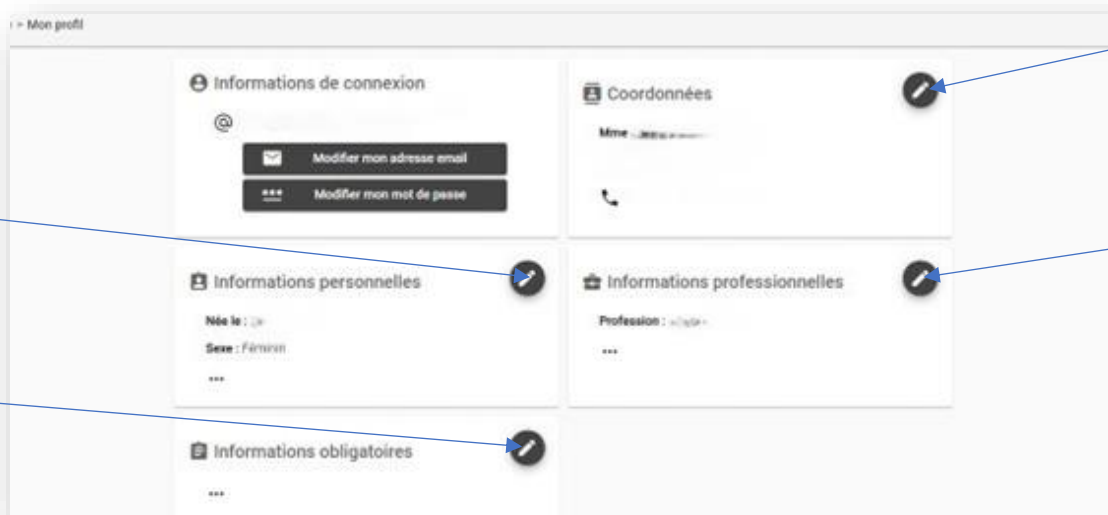 > Mon profil
Informations de connexion
@
Modifier mon adresse email
Modifier mon mot de passe
Coordonnées
Mme
Informations personnelles
Née le :
Sexe : Féminin
...
Informations professionnelles
Profession :
...
Informations obligatoires
...